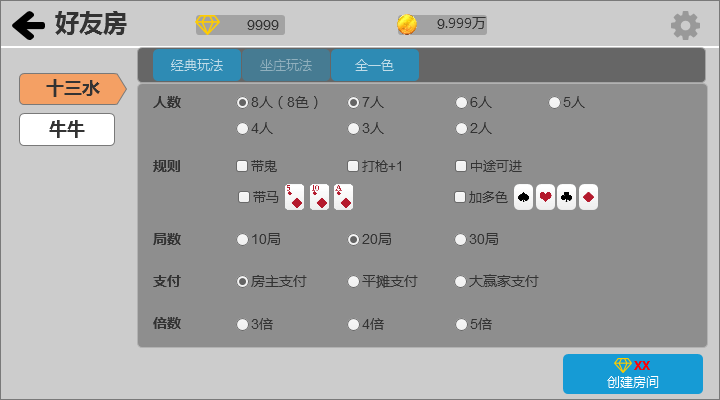 好友房 9999 9.999万
十三水
牛牛
经典玩法 坐庄玩法 全一色
人数 8人（8色） 7人 6人 5人
4人 3人 2人
规则 带鬼 打枪+1 中途可进
带马 5 10 A 加多色
局数 10局 20局 30局
支付 房主支付 平摊支付 大赢家支付
倍数 3倍 4倍 5倍
xx
创建房间